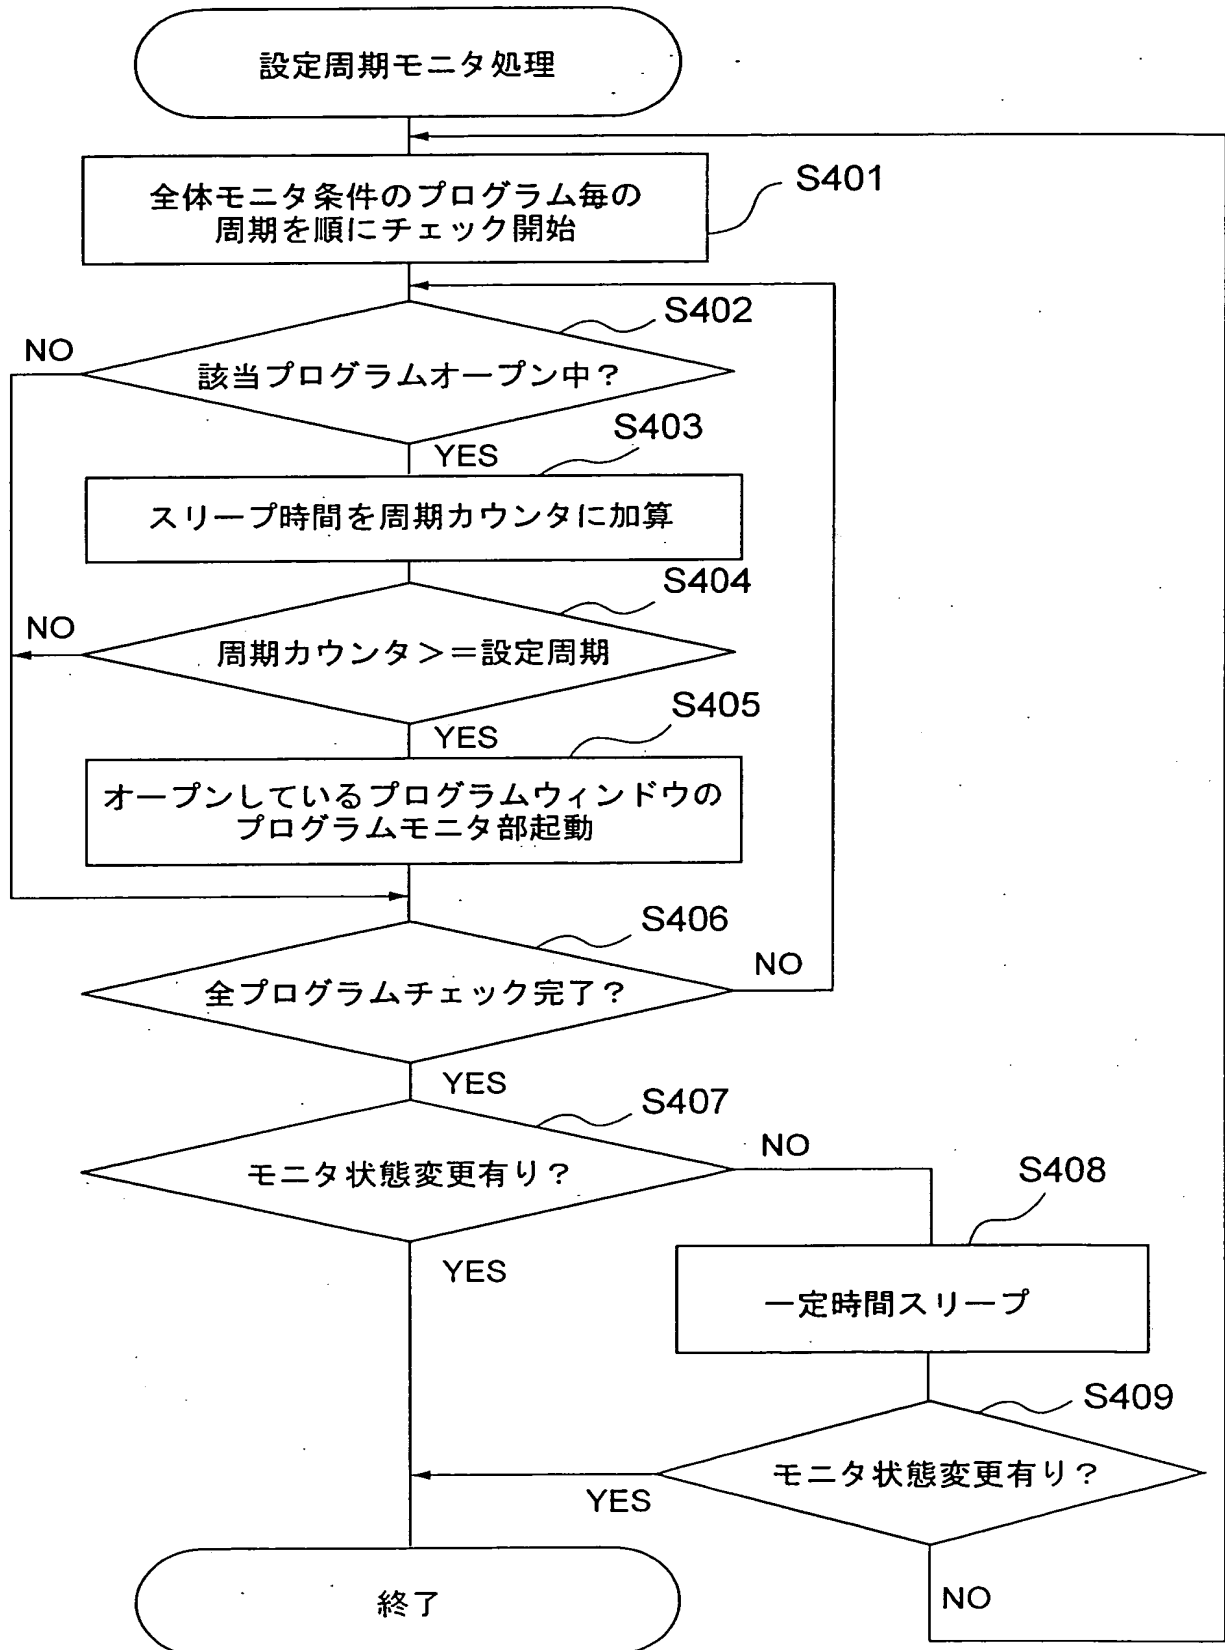 設定周期モニタ処理
全体モニタ条件のプログラム毎の
周期を順にチェック開始
S401
S402
NO
該当プログラムオープン中?
S403
YES
スリープ時間を周期カウンタに加算
S404
NO
周期カウンタ>=設定周期
S405
YES
オープンしているプログラムウィンドウの
プログラムモニタ部起動
S406
NO
全プログラムチェック完了?
YES
S407
NO
モニタ状態変更有り?
S408
YES
一定時間スリープ
S409
モニタ状態変更有り?
YES
NO
終了